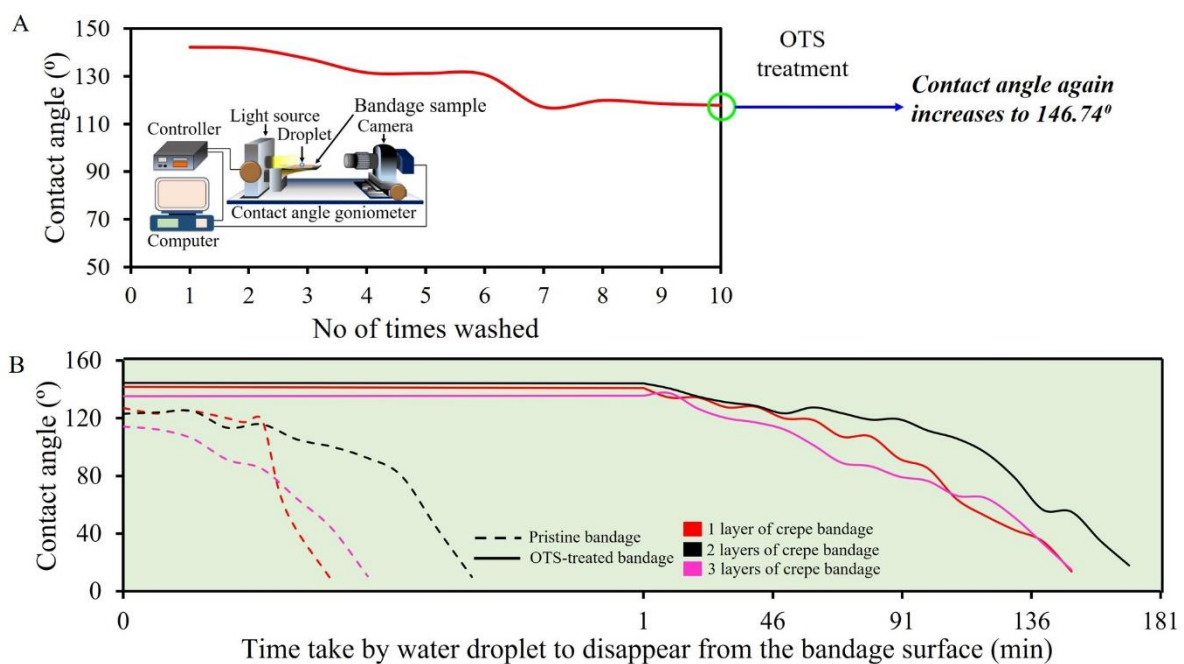 A
Contact angle (º)
150
130
110
90
70
50
0
1
2
3
4
5
6
7
8
9
10
No of times washed
Light source
Droplet
Bandage sample
Camera
Controller
Computer
Contact angle goniometer
OTS
treatment
Contact angle again
increases to 146.74⁰
B
Contact angle (º)
160
120
80
40
0
Pristine bandage
OTS-treated bandage
1 layer of crepe bandage
2 layers of crepe bandage
3 layers of crepe bandage
0
1
46
91
136
181
Time take by water droplet to disappear from the bandage surface (min)